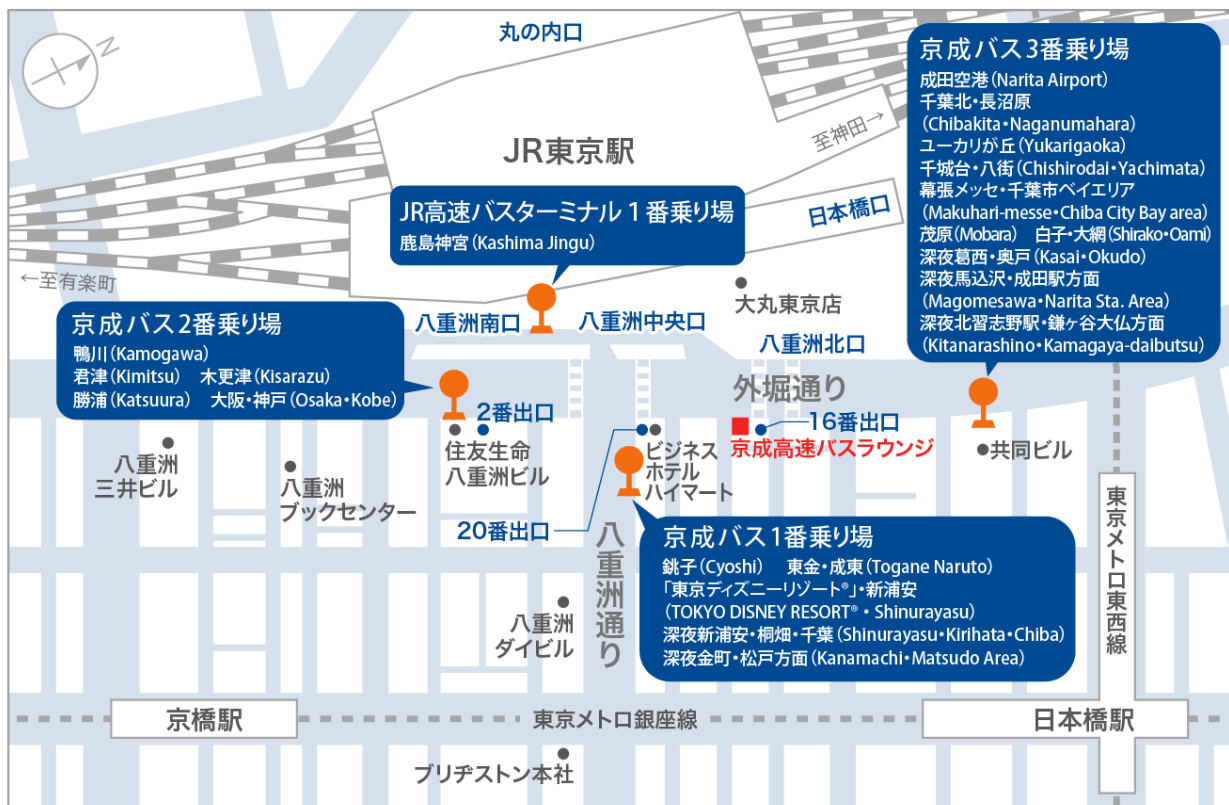 N
丸の内口
JR東京駅
至神田→
日本橋口
←至有楽町
京成バス3番乗り場
成田空港(Narita Airport)
千葉北・長沼原
(Chibakita・Naganumahara)
ユーカリが丘(Yukarigaoka)
千城台・八街(Chishirodai・Yachimata)
幕張メッセ・千葉市ベイエリア
(Makuhari-messe・Chiba City Bay area)
茂原(Mobara) 白子・大網(Shirako・Oami)
深夜葛西・奥戸(Kasai・Okudo)
深夜馬込沢・成田駅方面
(Magomesawa・Narita Sta. Area)
深夜北習志野駅・鎌ヶ谷大仏方面
(Kitanarashino・Kamagaya-daibutsu)
JR高速バスターミナル 1番乗り場
鹿島神宮(Kashima Jingu)
大丸東京店
京成バス2番乗り場
鴨川(Kamogawa)
君津(Kimitsu) 木更津(Kisarazu)
勝浦(Katsuura) 大阪・神戸(Osaka・Kobe)
八重洲南口
八重洲中央口
八重洲北口
外堀通り
2番出口
16番出口
京成高速バスラウンジ
共同ビル
八重洲
三井ビル
八重洲
ブックセンター
住友生命
八重洲ビル
ビジネス
ホテル
ハイマート
20番出口
八重洲通り
京成バス1番乗り場
銚子(Cyoshi) 東金・成東(Togane Naruto)
「東京ディズニーリゾート®」・新浦安
(TOKYO DISNEY RESORT®・Shinurayasu)
深夜新浦安・桐畑・千葉(Shinurayasu・Kirihata・Chiba)
深夜金町・松戸方面(Kanamachi・Matsudo Area)
東京メトロ東西線
八重洲
ダイビル
京橋駅
東京メトロ銀座線
日本橋駅
ブリヂストン本社